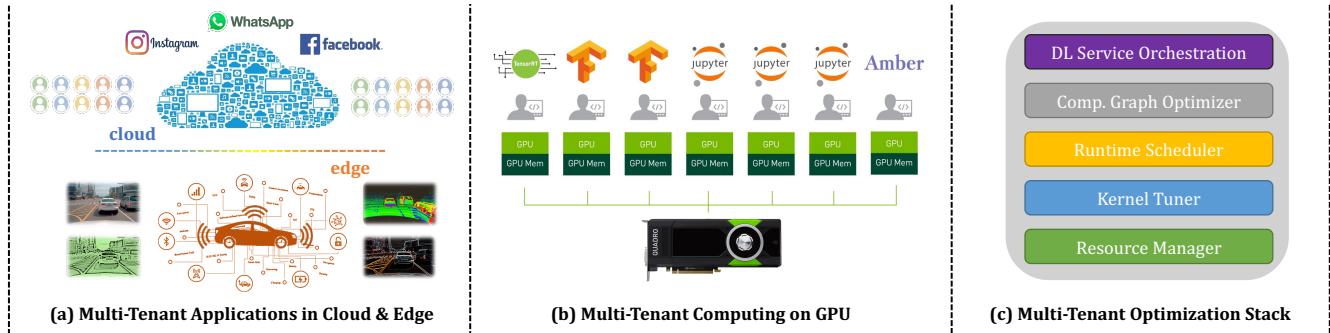 WhatsApp
Instagram
facebook.
cloud
edge
(a) Multi-Tenant Applications in Cloud & Edge
TensorRT
jupyter
jupyter
jupyter
Amber
GPU
GPU
GPU
GPU
GPU
GPU
GPU
GPU Mem
GPU Mem
GPU Mem
GPU Mem
GPU Mem
GPU Mem
GPU Mem
QUADRO
(b) Multi-Tenant Computing on GPU
DL Service Orchestration
Comp. Graph Optimizer
Runtime Scheduler
Kernel Tuner
Resource Manager
(c) Multi-Tenant Optimization Stack